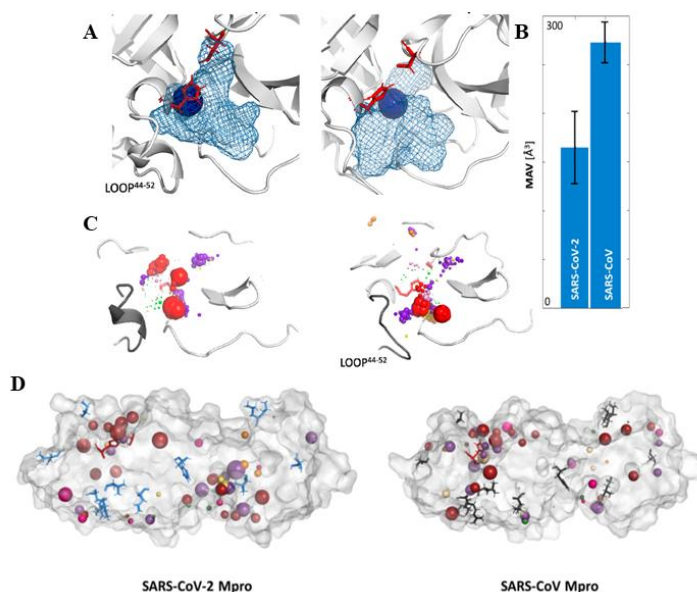 A
B
300
MAV [Å³]
SARS-CoV-2
SARS-CoV
0
LOOP⁴⁴⁻⁵²
C
LOOP⁴⁴⁻⁵²
D
SARS-CoV-2 Mpro
SARS-CoV Mpro